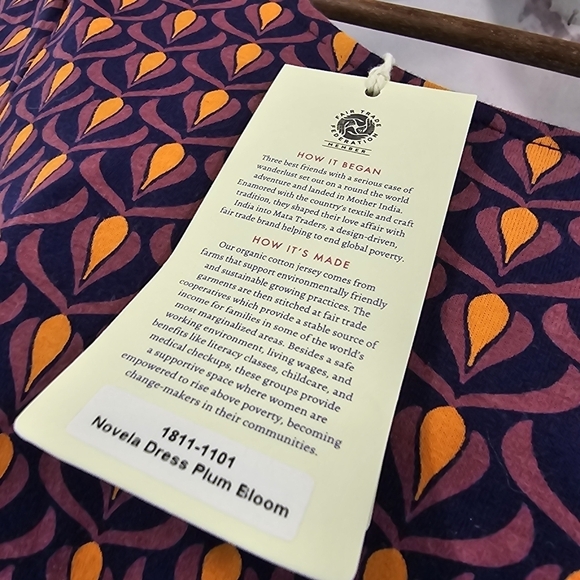 FAIR TRADE
FEDERATION
MEMBER
HOW IT BEGAN
Three best friends with a serious case of
wanderlust set out on a round the world
adventure and landed in Mother India.
Enamored with the country's textile and craft
tradition, they shaped their love affair with
India into Mata Traders, a design-driven,
fair trade brand helping to end global poverty.
HOW IT'S MADE
Our organic cotton jersey comes from
farms that support environmentally friendly
and sustainable growing practices. The
garments are then stitched at fair trade
cooperatives which provide a stable source of
income for families in some of the world's
most marginalized areas. Besides a safe
working environment, living wages, and
benefits like literacy classes, childcare, and
medical checkups, these groups provide
a supportive space where women are
empowered to rise above poverty, becoming
change-makers in their communities.
1811-1101
Novela Dress Plum Bloom